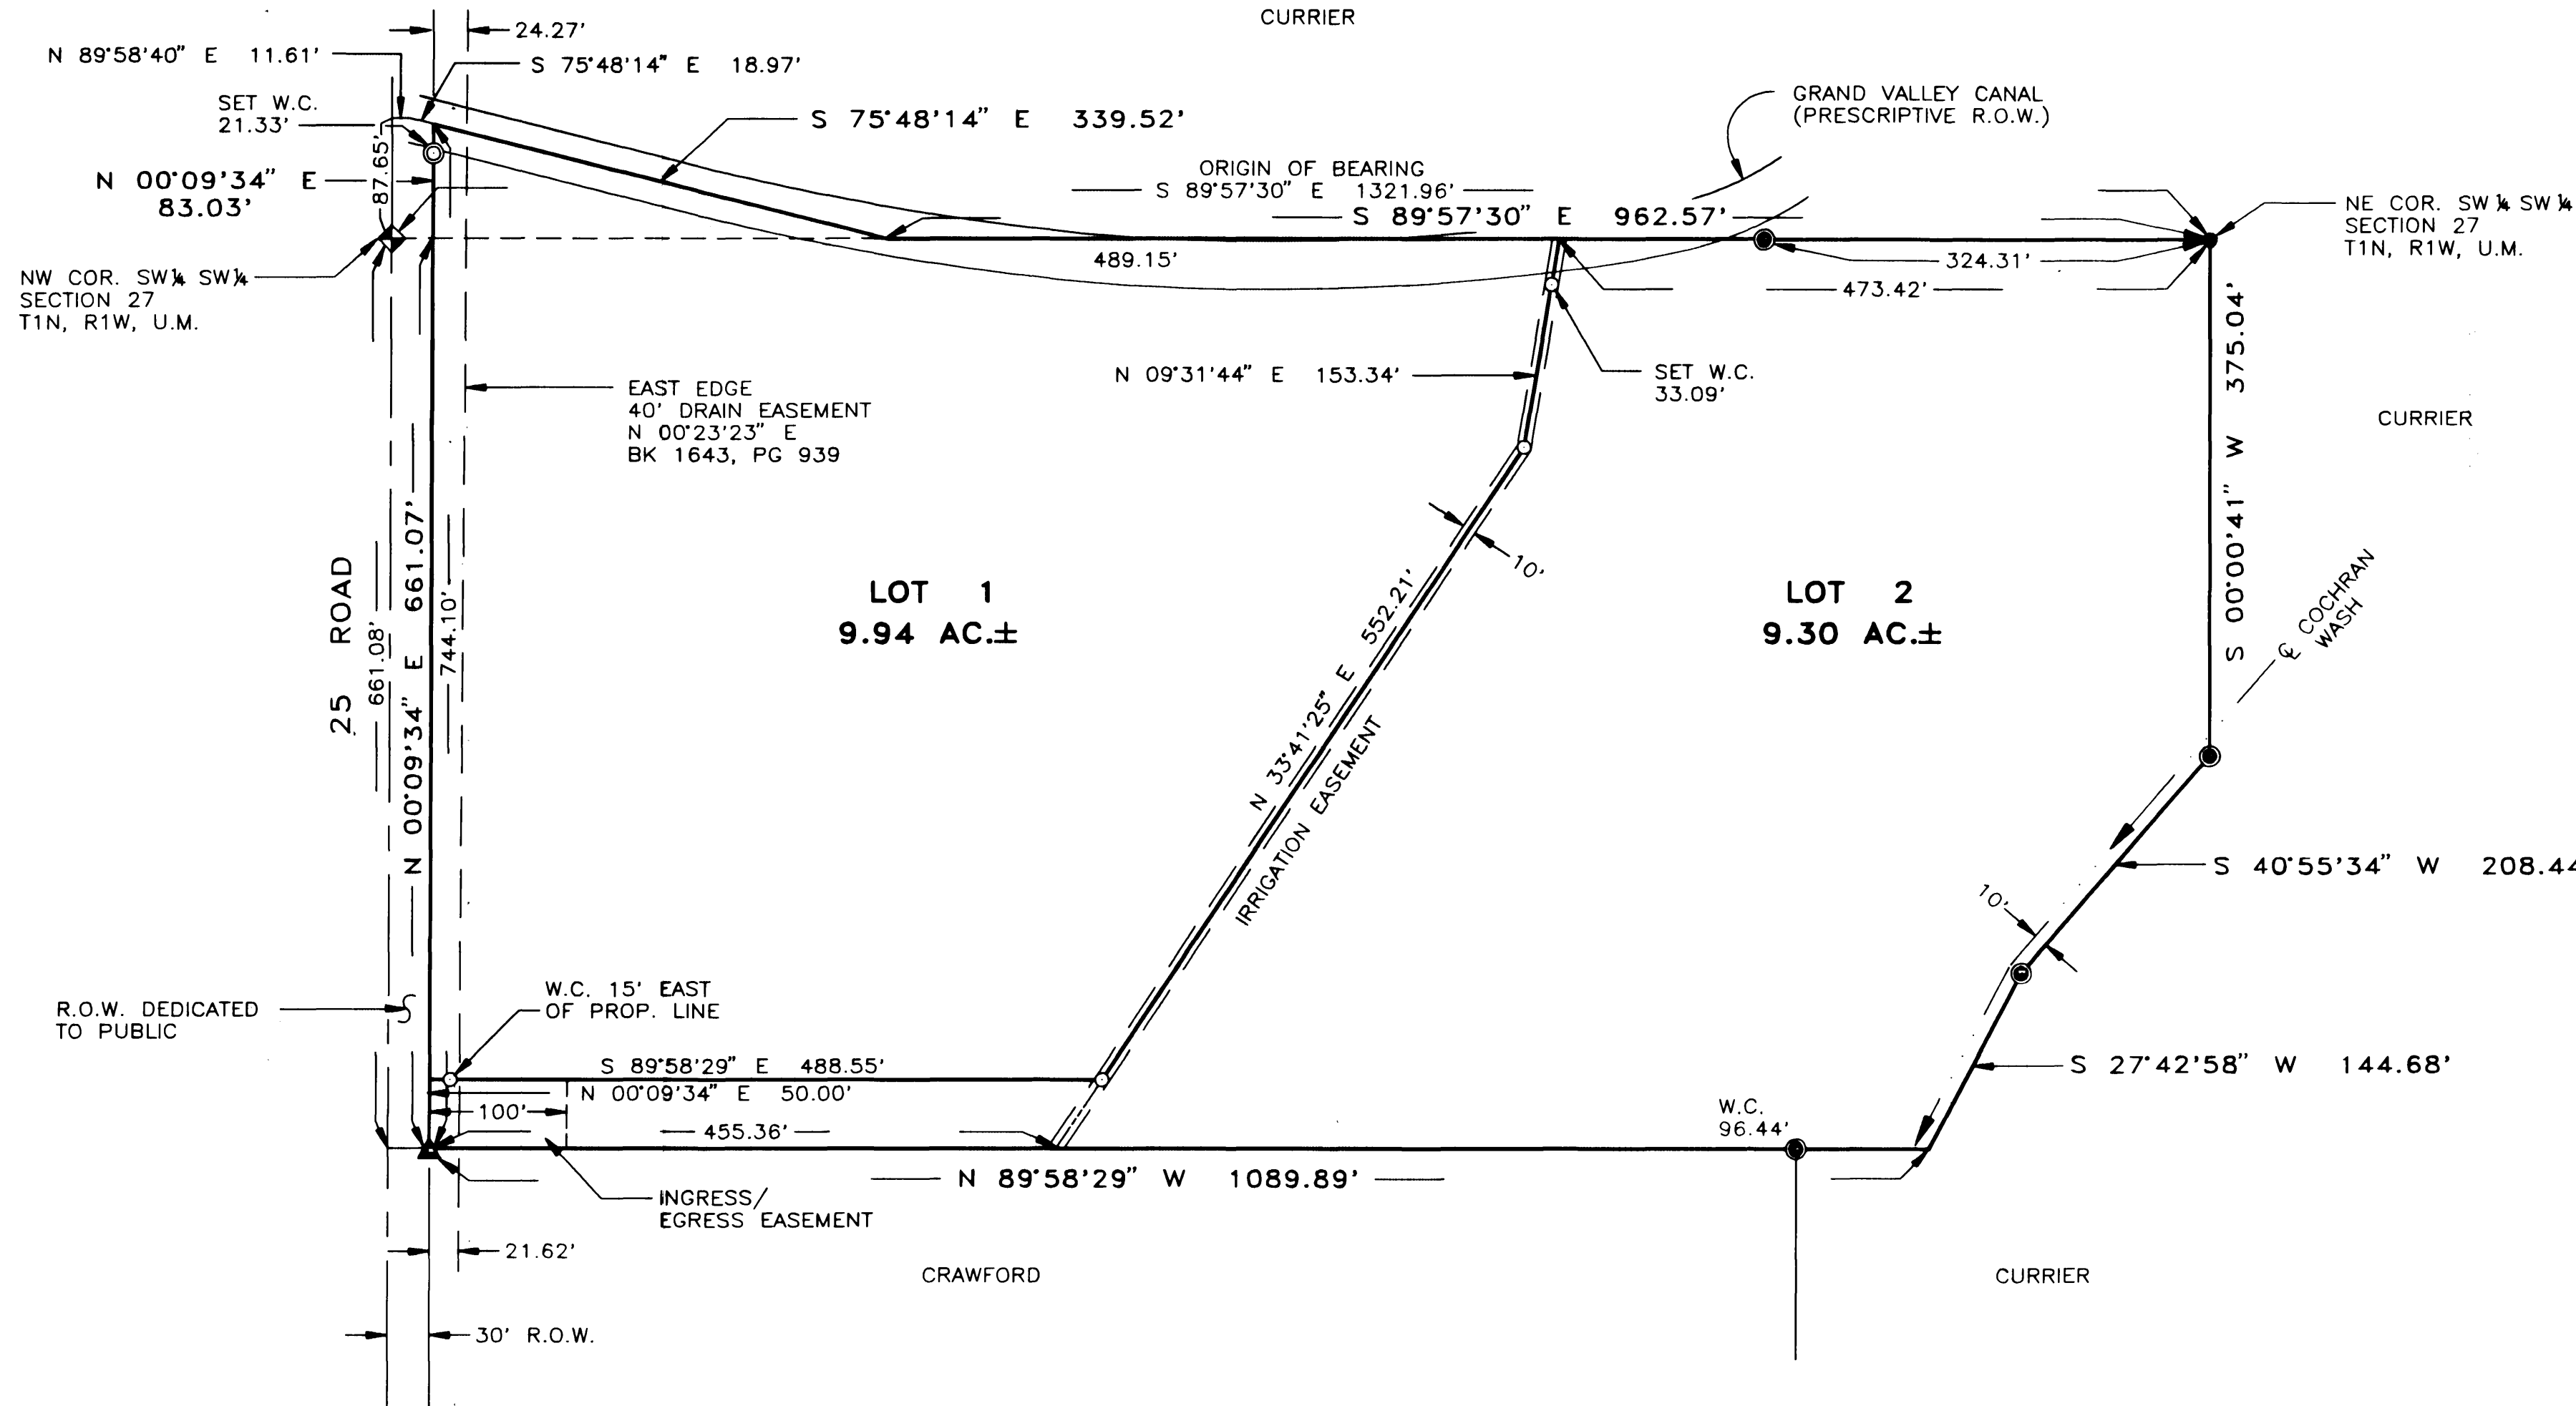 CURRIER
24.27'
N 89°58'40" E 11.61'
S 75°48'14" E 18.97'
SET W.C.
21.33'
S 75°48'14" E 339.52'
GRAND VALLEY CANAL
(PRESCRIPTIVE R.O.W.)
87.65'
N 00°09'34" E
83.03'
ORIGIN OF BEARING
S 89°57'30" E 1321.96'
S 89°57'30" E 962.57'
NE COR. SW¼ SW¼
SECTION 27
T1N, R1W, U.M.
NW COR. SW¼ SW¼
SECTION 27
T1N, R1W, U.M.
489.15'
324.31'
473.42'
N 09°31'44" E 153.34'
SET W.C.
33.09'
S 00°00'41" W 375.04'
CURRIER
EAST EDGE
40' DRAIN EASEMENT
N 00°23'23" E
BK 1643, PG 939
25 ROAD
661.08'
N 00°09'34" E 661.07'
744.10'
LOT 1
9.94 AC.±
10'
N 33°41'25" E 552.21'
IRRIGATION EASEMENT
LOT 2
9.30 AC.±
℄ COCHRAN
WASH
S 40°55'34" W 208.44
10'
R.O.W. DEDICATED
TO PUBLIC
W.C. 15' EAST
OF PROP. LINE
S 89°58'29" E 488.55'
N 00°09'34" E 50.00'
100'
455.36'
S 27°42'58" W 144.68'
W.C.
96.44'
N 89°58'29" W 1089.89'
INGRESS/
EGRESS EASEMENT
21.62'
CRAWFORD
CURRIER
30' R.O.W.